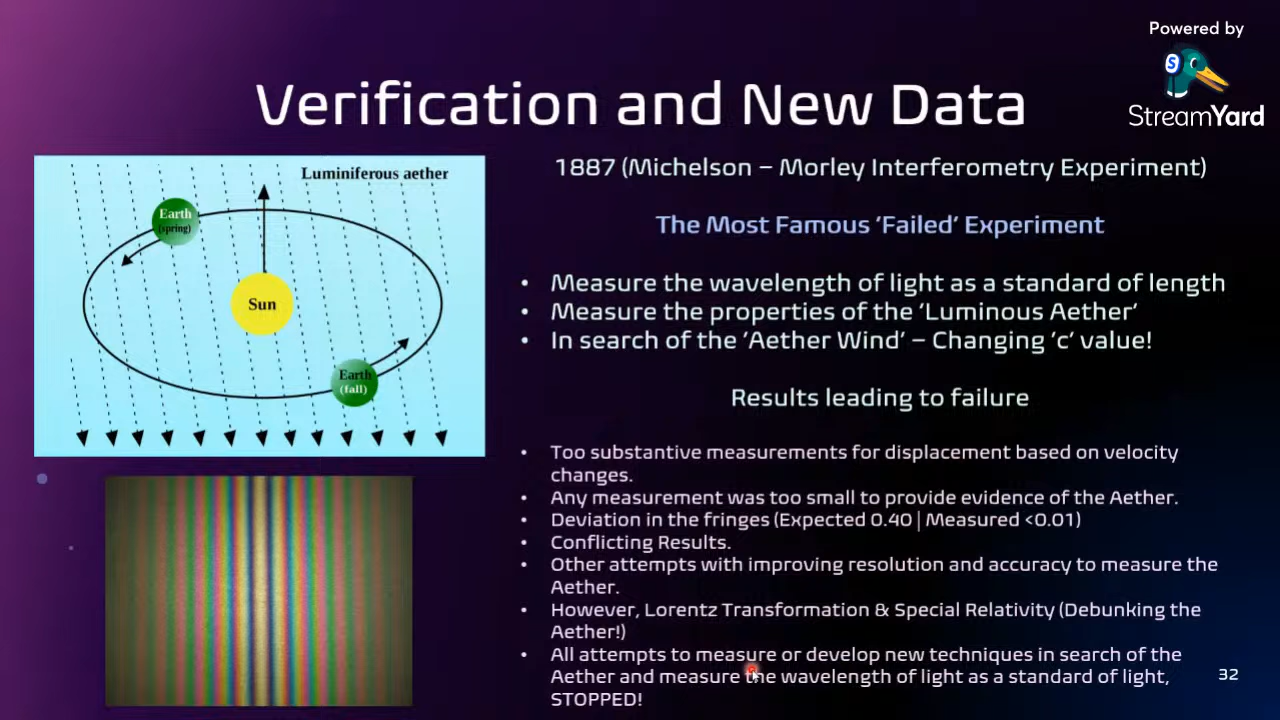 Powered by
StreamYard
Verification and New Data
Luminiferous aether
Earth
(spring)
Sun
Earth
(fall)
1887 (Michelson – Morley Interferometry Experiment)
The Most Famous 'Failed' Experiment
• Measure the wavelength of light as a standard of length
• Measure the properties of the 'Luminous Aether'
• In search of the 'Aether Wind' – Changing 'c' value!
Results leading to failure
• Too substantive measurements for displacement based on velocity
changes.
• Any measurement was too small to provide evidence of the Aether.
• Deviation in the fringes (Expected 0.40 | Measured <0.01)
• Conflicting Results.
• Other attempts with improving resolution and accuracy to measure the
Aether.
• However, Lorentz Transformation & Special Relativity (Debunking the
Aether!)
• All attempts to measure or develop new techniques in search of the
Aether and measure the wavelength of light as a standard of light,
STOPPED!
32